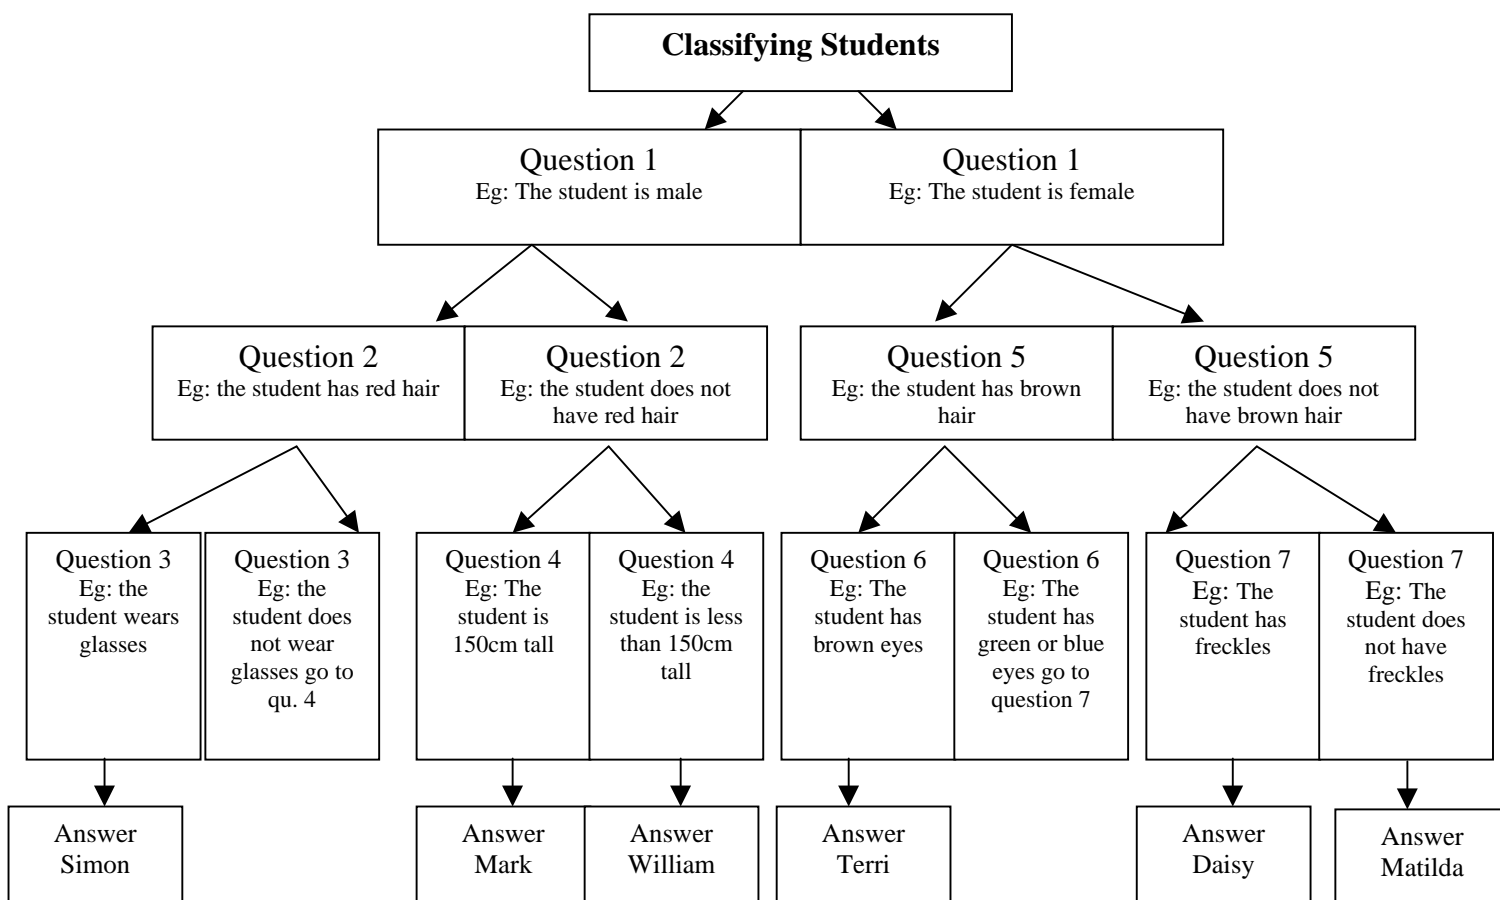 Classifying Students
Question 1
Eg: The student is male
Question 1
Eg: The student is female
Question 2
Eg: the student has red hair
Question 2
Eg: the student does not
have red hair
Question 5
Eg: the student has brown
hair
Question 5
Eg: the student does not
have brown hair
Question 3
Eg: the
student wears
glasses
Question 3
Eg: the
student does
not wear
glasses go to
qu. 4
Question 4
Eg: The
student is
150cm tall
Question 4
Eg: the
student is less
than 150cm
tall
Question 6
Eg: The
student has
brown eyes
Question 6
Eg: The
student has
green or blue
eyes go to
question 7
Question 7
Eg: The
student has
freckles
Question 7
Eg: The
student does
not have
freckles
Answer
Simon
Answer
Mark
Answer
William
Answer
Terri
Answer
Daisy
Answer
Matilda